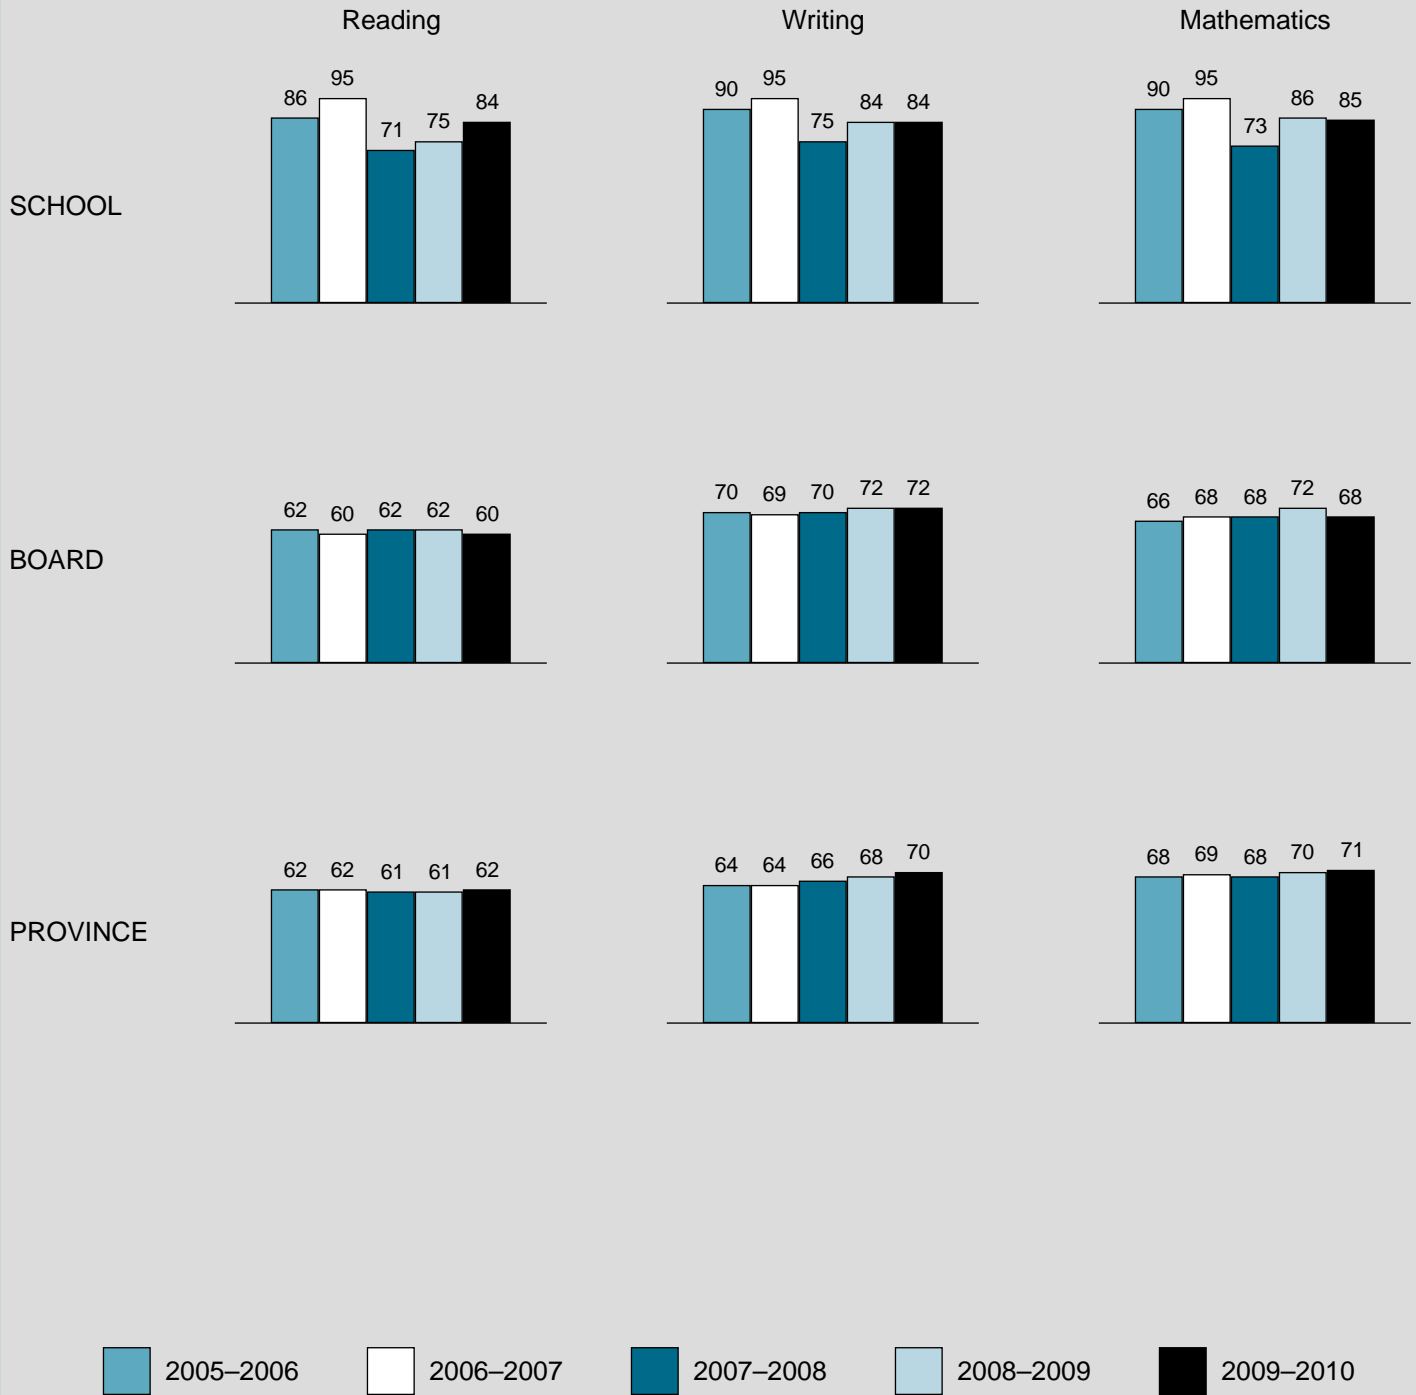 Reading Writing Mathematics
86 95 71 75 84 90 95 75 84 84 90 95 73 86 85
SCHOOL
62 60 62 62 60 70 69 70 72 72 66 68 68 72 68
BOARD
62 62 61 61 62 64 64 66 68 70 68 69 68 70 71
PROVINCE
2005–2006 2006–2007 2007–2008 2008–2009 2009–2010